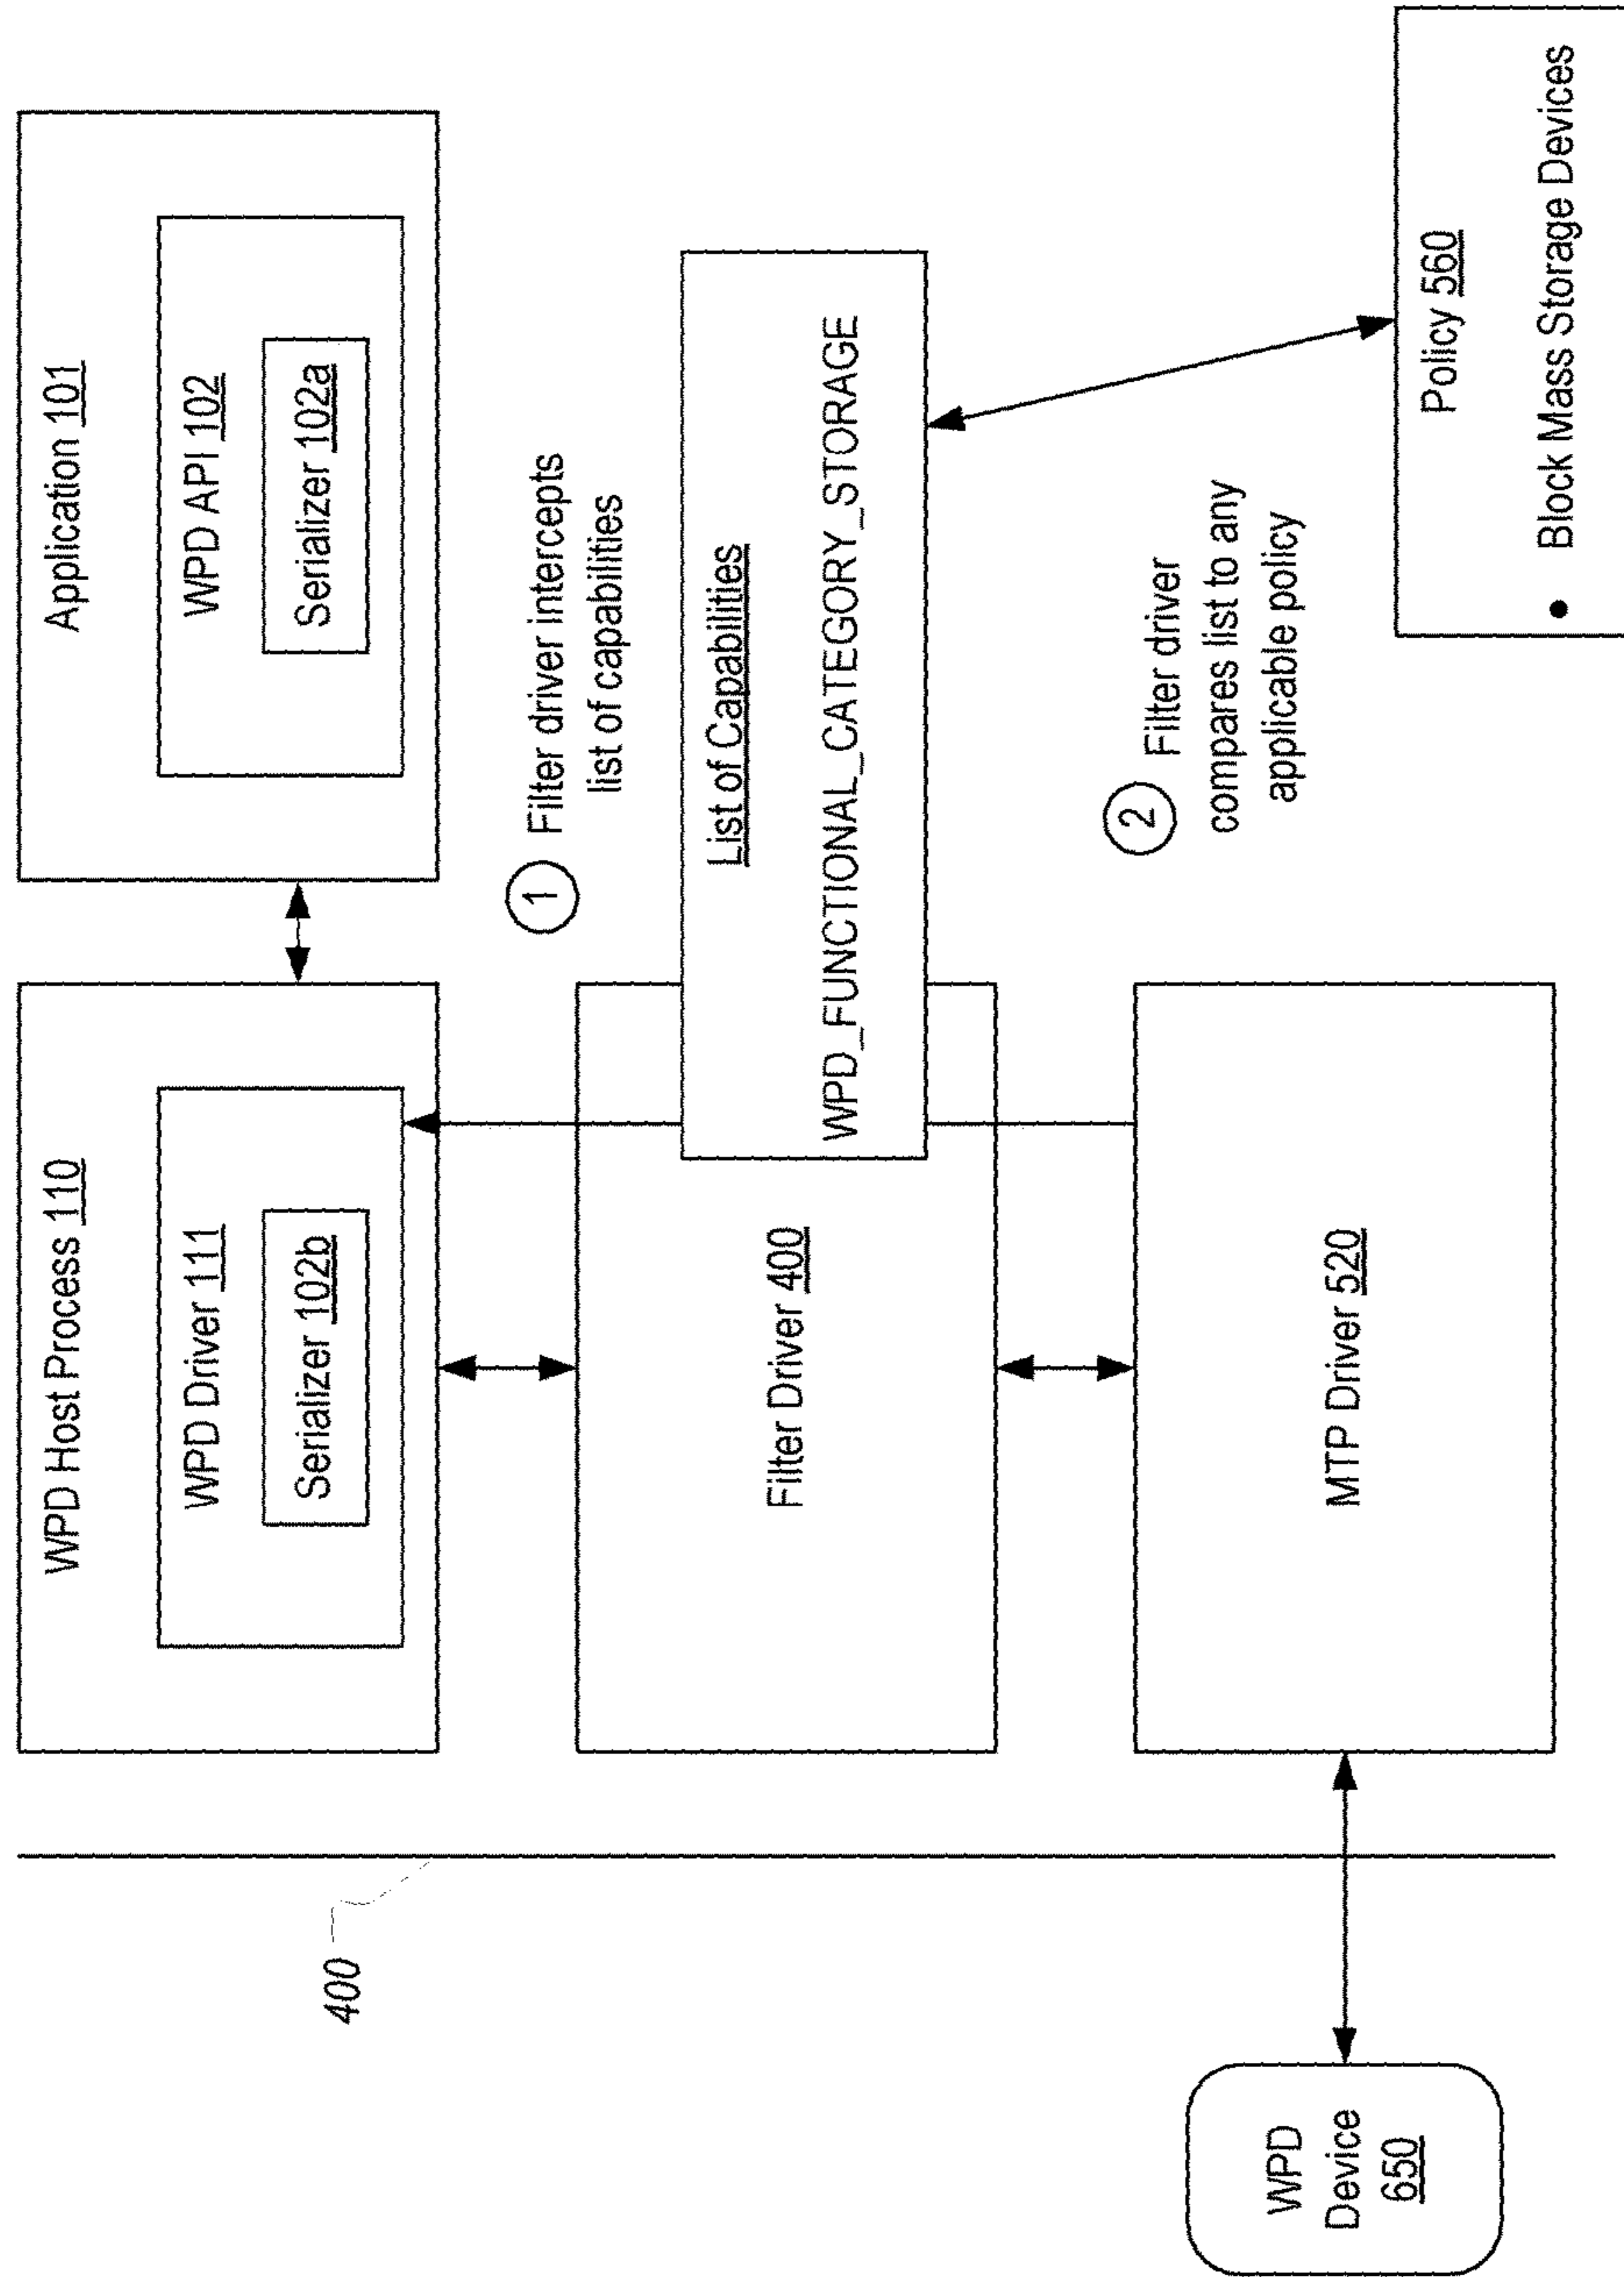 400
WPD Host Process 110
WPD Driver 111
Serializer 102b
Application 101
WPD API 102
Serializer 102a
1
Filter driver intercepts
list of capabilities
Filter Driver 400
List of Capabilities
WPD_FUNCTIONAL_CATEGORY_STORAGE
2
Filter driver
compares list to any
applicable policy
WPD
Device
650
MTP Driver 520
Policy 560
• Block Mass Storage Devices